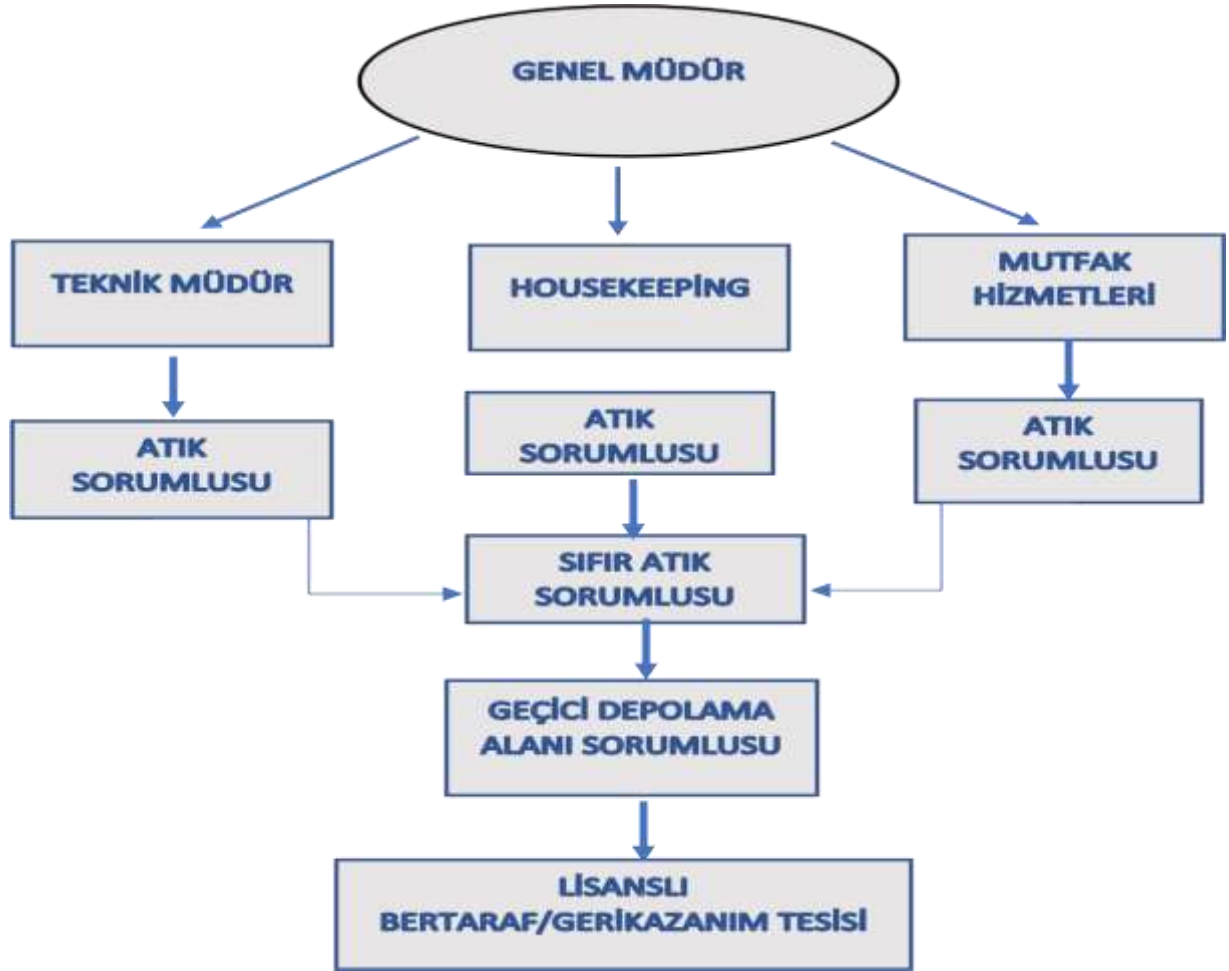 GENEL MÜDÜR
TEKNİK MÜDÜR
HOUSEKEEPİNG
MUTFAK
HİZMETLERİ
ATIK
SORUMLUSU
ATIK
SORUMLUSU
ATIK
SORUMLUSU
SIFIR ATIK
SORUMLUSU
GEÇİCİ DEPOLAMA
ALANI SORUMLUSU
LİSANSLI
BERTARAF/GERİKAZANIM TESİSİ